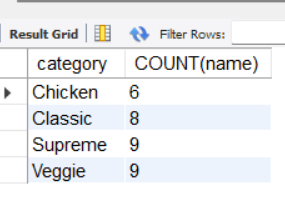 Result Grid Filter Rows:
category COUNT(name)
Chicken 6
Classic 8
Supreme 9
Veggie 9